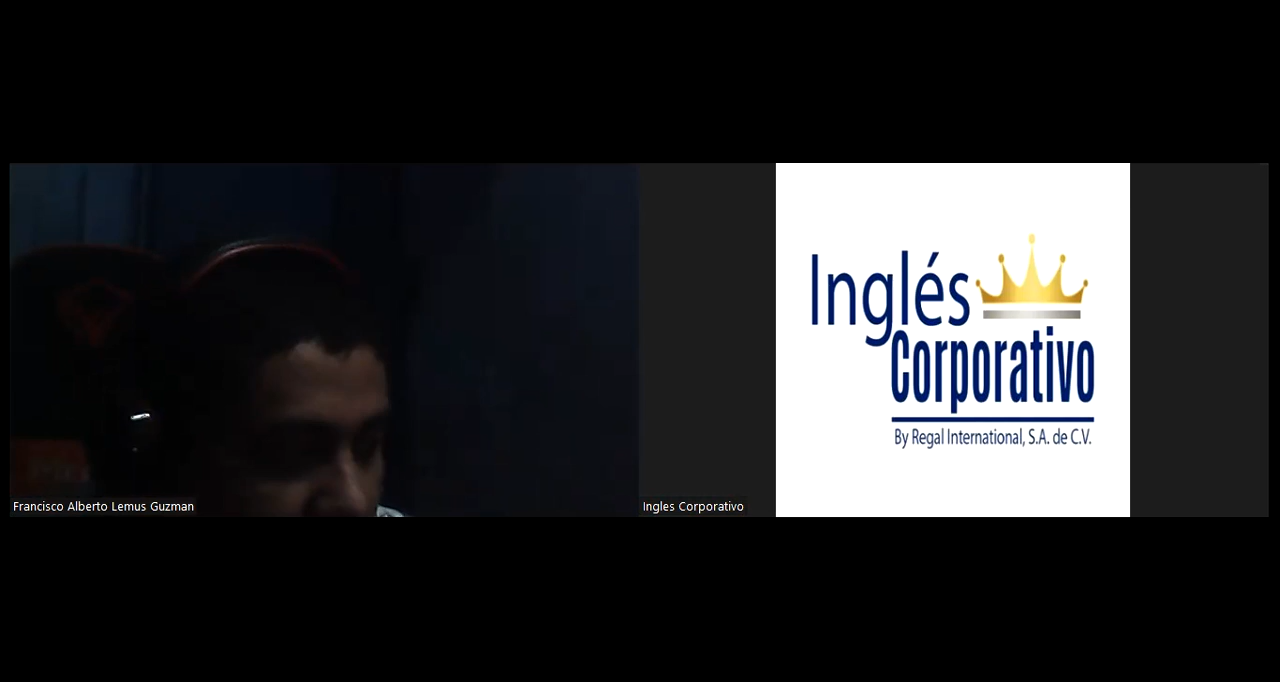 Inglés
Corporativo
By Regal International, S.A. de C.V.
Francisco Alberto Lemus Guzman
Ingles Corporativo